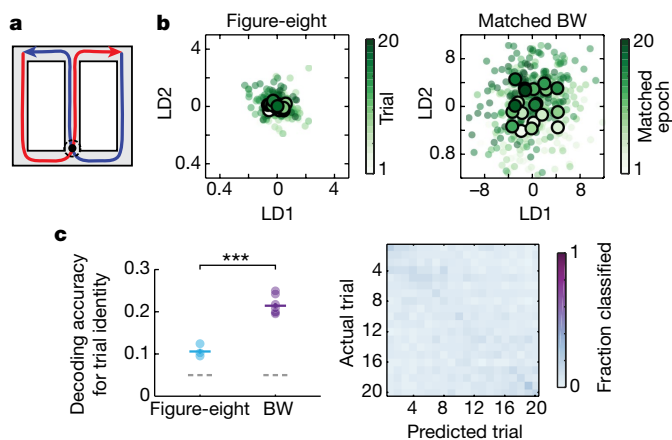 a
b
Figure-eight
5
LD2
0
0.4
0.4
0
4
LD1
20
Trial
1
Matched BW
10
LD2
0
0.8
−8
0
8
LD1
20
Matched
epoch
1
c
Decoding accuracy
for trial identity
0.3
0.2
0.1
0
***
Figure-eight
BW
Actual trial
4
8
12
16
20
4
8
12
16
20
Predicted trial
1
Fraction classified
0